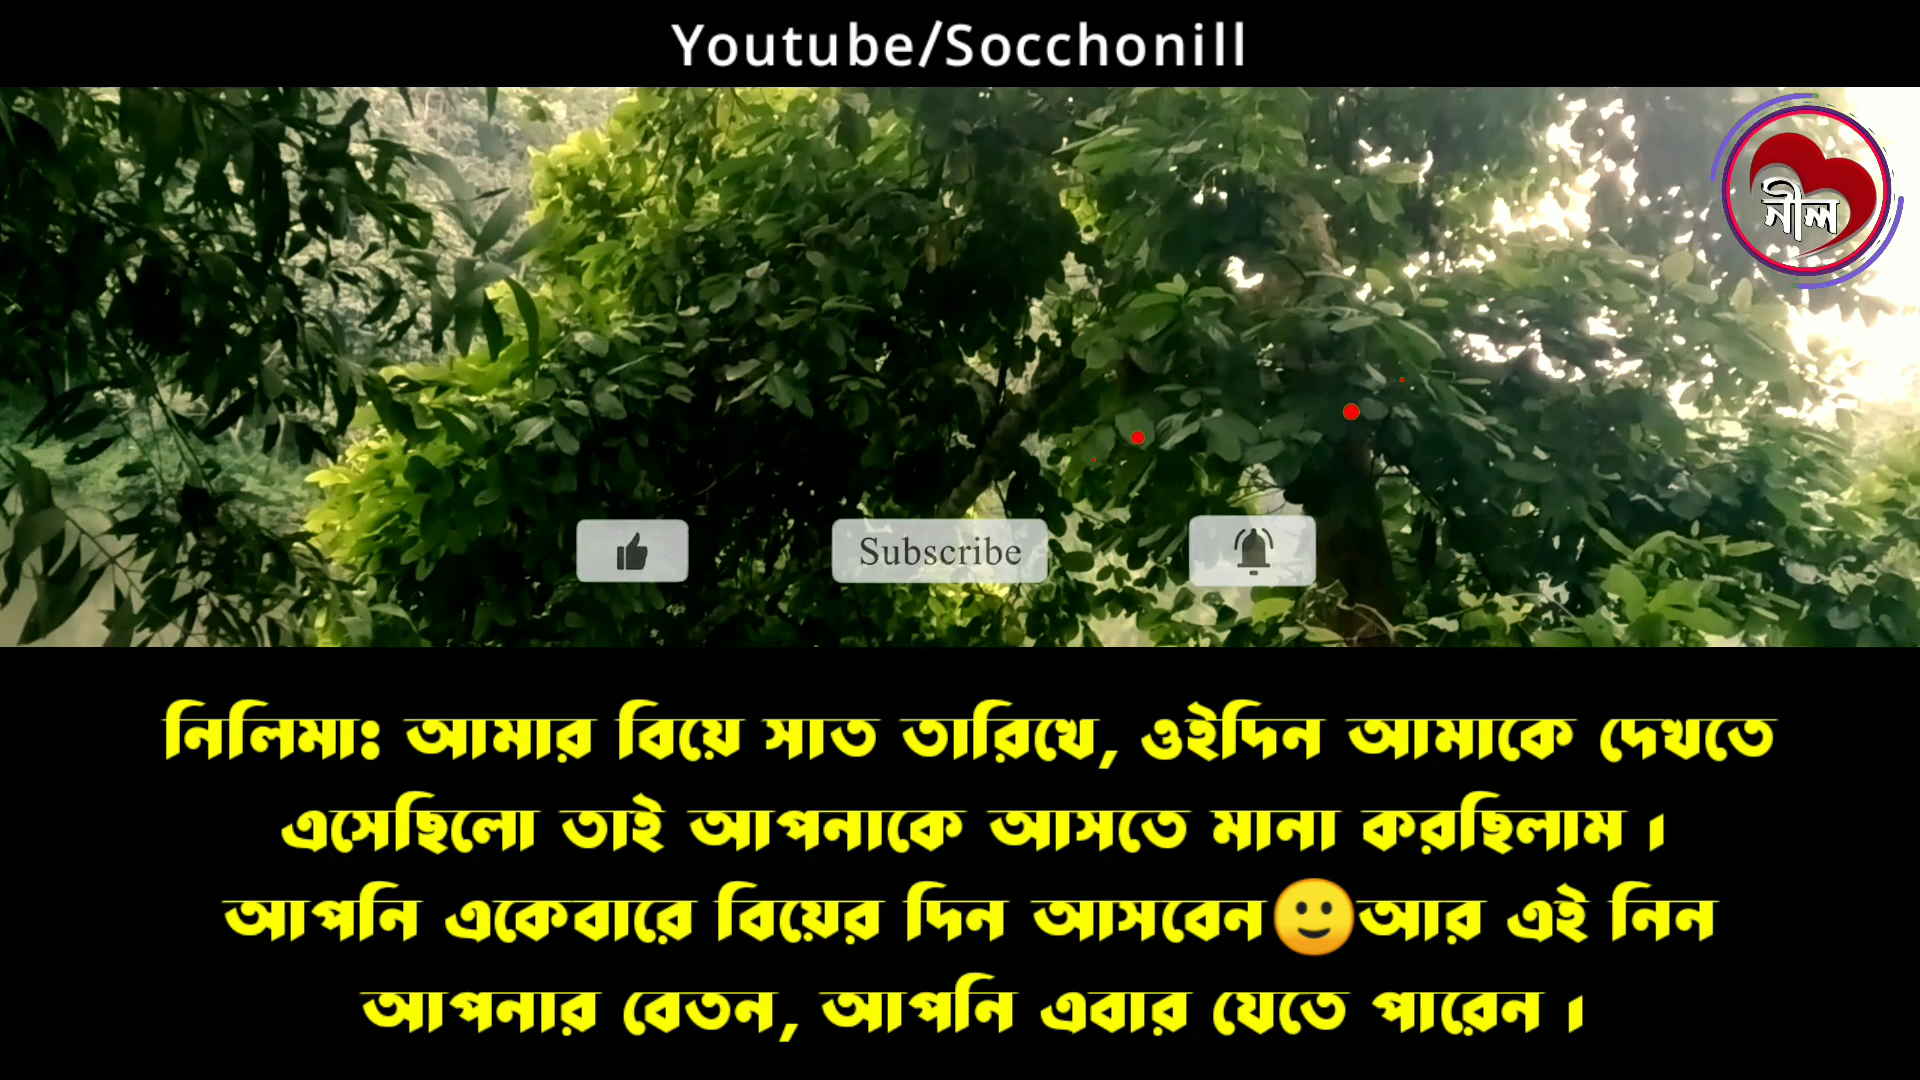 Youtube/Socchonill
নীল
Subscribe
নিলিমাঃ আমার বিয়ে সাত তারিখে, ওইদিন আমাকে দেখতে
এসেছিলো তাই আপনাকে আসতে মানা করছিলাম ।
আপনি একেবারে বিয়ের দিন আসবেন🙂আর এই নিন
আপনার বেতন, আপনি এবার যেতে পারেন ।